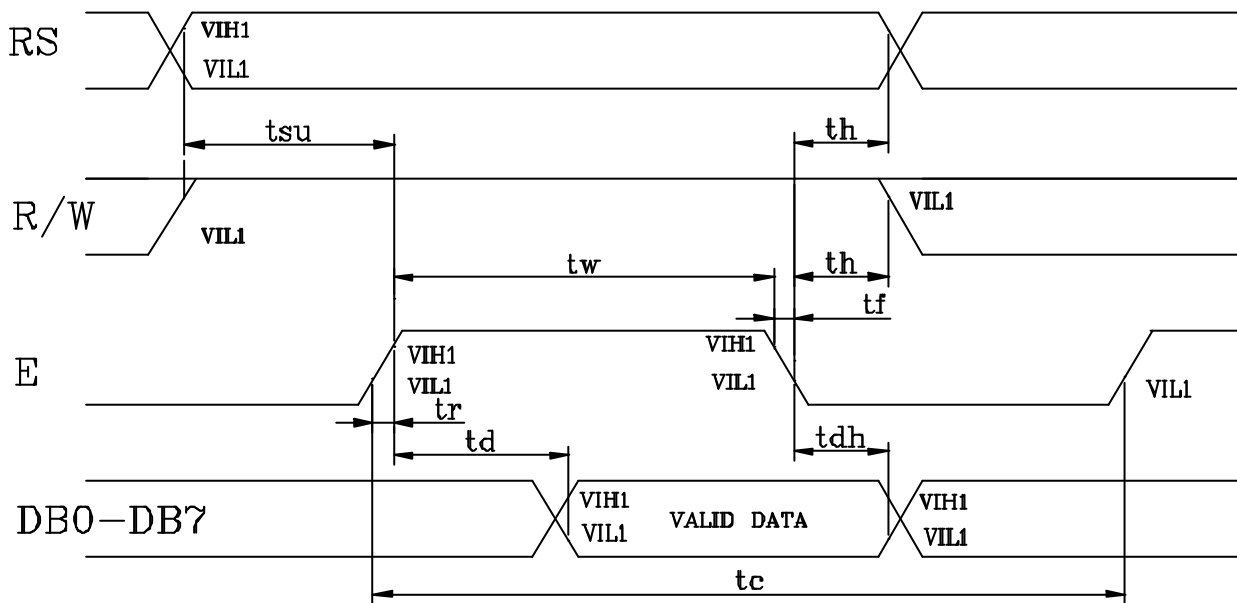 RS
VIH1
VIL1
tsu
th
R/W
VIL1
VIL1
tw
th
tf
E
VIH1
VIL1
VIH1
VIL1
VIL1
tr
td
tdh
DB0-DB7
VIH1
VIL1
VALID DATA
VIH1
VIL1
tc